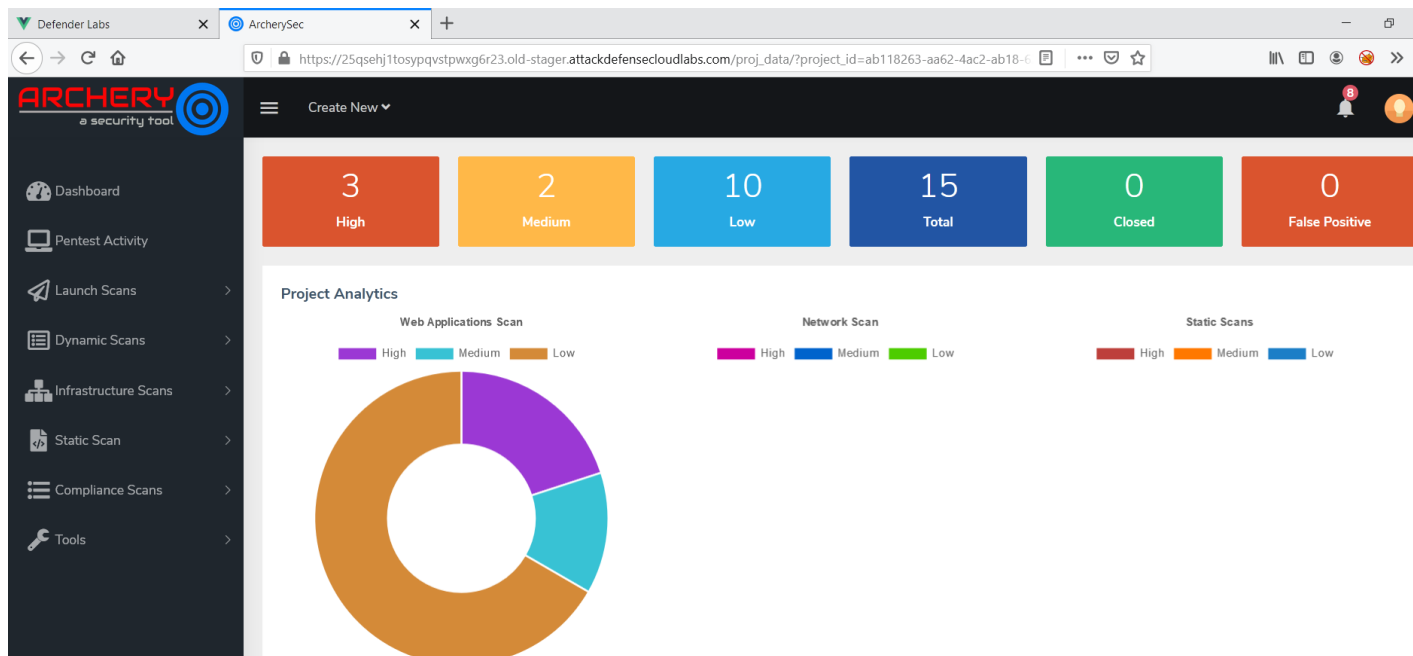 Defender Labs
ArcherySec
https://25qsehj1tosypqvstpwxg6r23.old-stager.attackdefensecloudlabs.com/proj_data/?project_id=ab118263-aa62-4ac2-ab18-6
ARCHERY
a security tool
Create New
8
Dashboard
Pentest Activity
Launch Scans
Dynamic Scans
Infrastructure Scans
Static Scan
Compliance Scans
Tools
3 2 10 15 0 0
High Medium Low Total Closed False Positive
Project Analytics
Web Applications Scan Network Scan Static Scans
High Medium Low High Medium Low High Medium Low